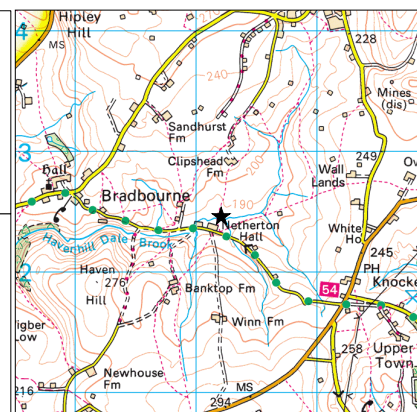 Hipley
Hill
MS
4
210
228
240
Mines
(dis)
Sandhurst
Fm
3
249
Clipshead
Fm
Hall
Wall
Lands
200
Bradbourne
190
Netherton
Hall
White
Ho
Haverhill Dale Brook
245
PH
2
Haven
276
Hill
Banktop Fm
54
Knocke
Winn Fm
Upper
Town
258
Newhouse
Fm
MS
294
216